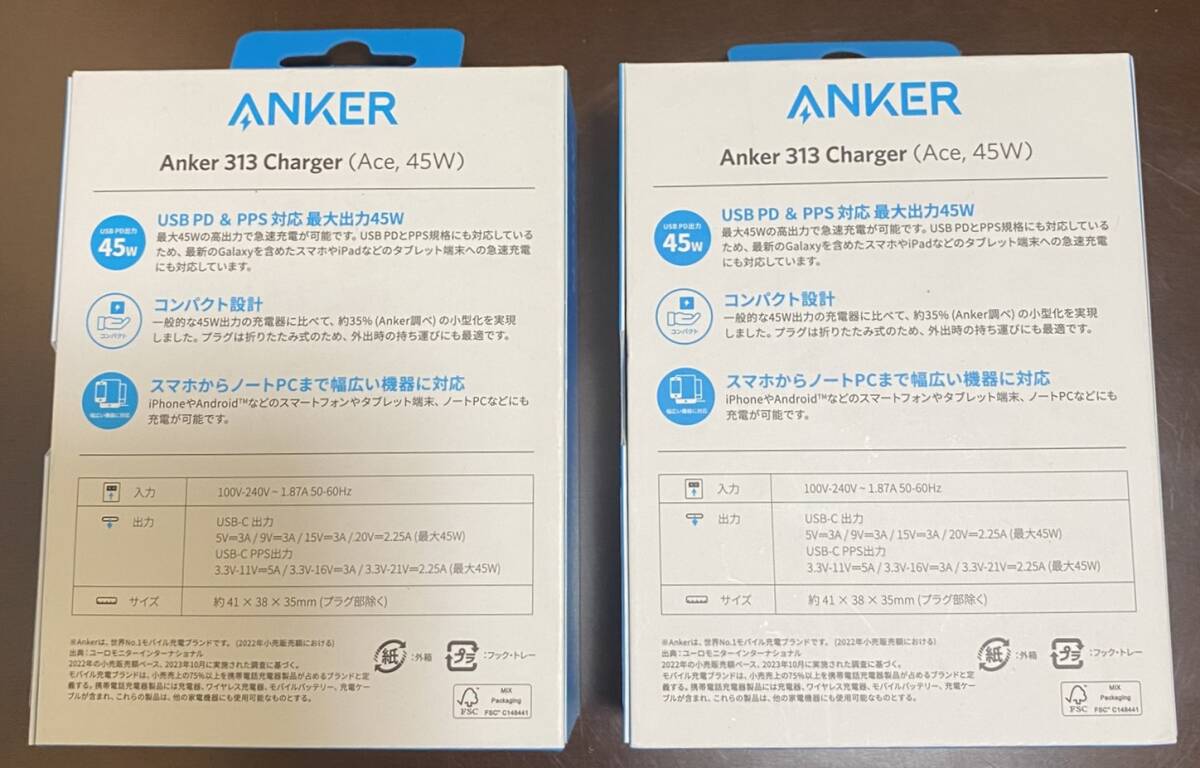 ANKER
Anker 313 Charger (Ace, 45W)
USB PD出力
45W
USB PD & PPS 対応 最大出力45W
最大45Wの高出力で急速充電が可能です。USB PDとPPS規格にも対応している
ため、最新のGalaxyを含めたスマホやiPadなどのタブレット端末への急速充電
にも対応しています。
コンパクト
コンパクト設計
一般的な45W出力の充電器に比べて、約35% (Anker調べ) の小型化を実現
しました。プラグは折りたたみ式のため、外出時の持ち運びにも最適です。
幅広い機器に対応
スマホからノートPCまで幅広い機器に対応
iPhoneやAndroid™などのスマートフォンやタブレット端末、ノートPCなどにも
充電が可能です。
入力 100V-240V ~ 1.87A 50-60Hz
出力 USB-C 出力
5V⎓3A / 9V⎓3A / 15V⎓3A / 20V⎓2.25A (最大45W)
USB-C PPS出力
3.3V-11V⎓5A / 3.3V-16V⎓3A / 3.3V-21V⎓2.25A (最大45W)
サイズ 約 41 × 38 × 35mm (プラグ部除く)
※Ankerは、世界No.1モバイル充電ブランドです。 (2022年小売販売額における)
出典：ユーロモニターインターナショナル
2022年の小売販売額ベース、2023年10月に実施された調査に基づく。
モバイル充電ブランドは、小売売上の75%以上を携帯電話充電器製品が占めるブランドと定
義する。携帯電話充電器製品には充電器、ワイヤレス充電器、モバイルバッテリー、充電ケー
ブルが含まれ、これらの製品は、他の家電機器にも使用可能なものとする。
紙 :外箱
プラ :フック・トレー
FSC
MIX
Packaging
FSC™ C148441
ANKER
Anker 313 Charger (Ace, 45W)
USB PD出力
45W
USB PD & PPS 対応 最大出力45W
最大45Wの高出力で急速充電が可能です。USB PDとPPS規格にも対応している
ため、最新のGalaxyを含めたスマホやiPadなどのタブレット端末への急速充電
にも対応しています。
コンパクト
コンパクト設計
一般的な45W出力の充電器に比べて、約35% (Anker調べ) の小型化を実現
しました。プラグは折りたたみ式のため、外出時の持ち運びにも最適です。
幅広い機器に対応
スマホからノートPCまで幅広い機器に対応
iPhoneやAndroid™などのスマートフォンやタブレット端末、ノートPCなどにも
充電が可能です。
入力 100V-240V ~ 1.87A 50-60Hz
出力 USB-C 出力
5V⎓3A / 9V⎓3A / 15V⎓3A / 20V⎓2.25A (最大45W)
USB-C PPS出力
3.3V-11V⎓5A / 3.3V-16V⎓3A / 3.3V-21V⎓2.25A (最大45W)
サイズ 約 41 × 38 × 35mm (プラグ部除く)
※Ankerは、世界No.1モバイル充電ブランドです。 (2022年小売販売額における)
出典：ユーロモニターインターナショナル
2022年の小売販売額ベース、2023年10月に実施された調査に基づく。
モバイル充電ブランドは、小売売上の75%以上を携帯電話充電器製品が占めるブランドと定
義する。携帯電話充電器製品には充電器、ワイヤレス充電器、モバイルバッテリー、充電ケー
ブルが含まれ、これらの製品は、他の家電機器にも使用可能なものとする。
紙 :外箱
プラ :フック・トレー
FSC
MIX
Packaging
FSC™ C148441